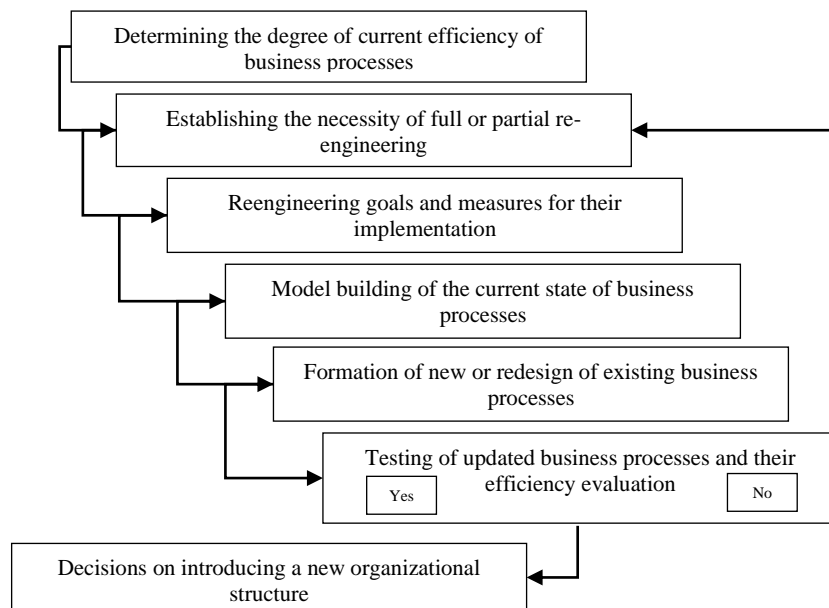 Determining the degree of current efficiency of
business processes
Establishing the necessity of full or partial re-
engineering
Reengineering goals and measures for their
implementation
Model building of the current state of business
processes
Formation of new or redesign of existing business
processes
Testing of updated business processes and their
efficiency evaluation
Yes
No
Decisions on introducing a new organizational
structure